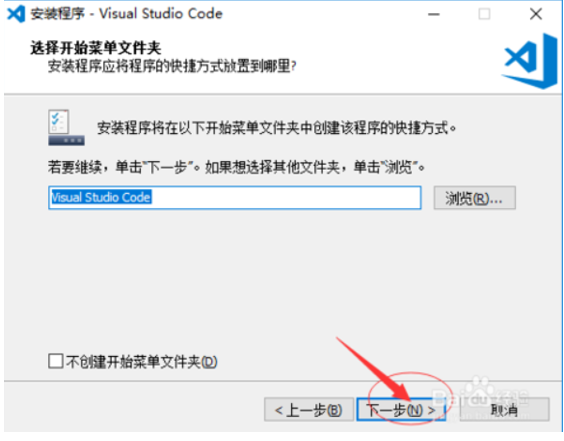 安装程序 - Visual Studio Code
选择开始菜单文件夹
安装程序应将程序的快捷方式放置到哪里?
安装程序将在以下开始菜单文件夹中创建该程序的快捷方式。
若要继续，单击"下一步"。如果想选择其他文件夹，单击"浏览"。
Visual Studio Code
浏览(R)...
不创建开始菜单文件夹(D)
< 上一步(B)
下一步(N) >
Baidu 经验
取消